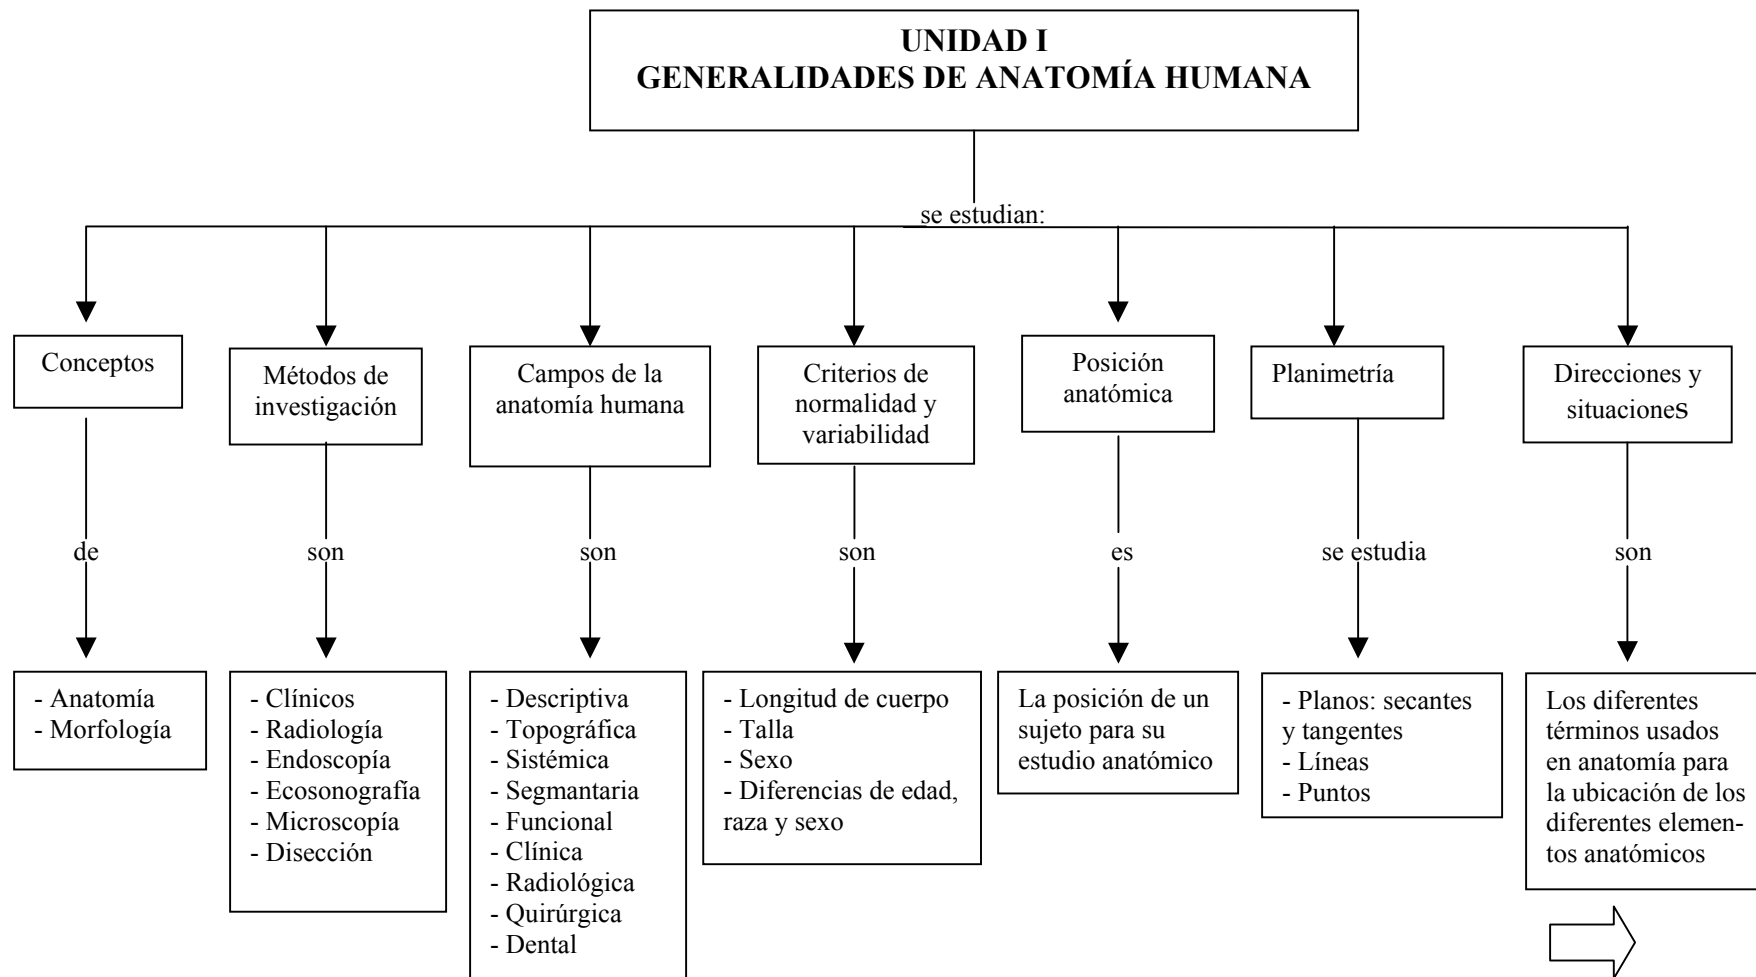 UNIDAD I
GENERALIDADES DE ANATOMÍA HUMANA
se estudian:
Conceptos
Métodos de
investigación
Campos de la
anatomía humana
Criterios de
normalidad y
variabilidad
Posición
anatómica
Planimetría
Direcciones y
situaciones
de
son
son
son
es
se estudia
son
- Anatomía
- Morfología
- Clínicos
- Radiología
- Endoscopía
- Ecosonografía
- Microscopía
- Disección
- Descriptiva
- Topográfica
- Sistémica
- Segmantaria
- Funcional
- Clínica
- Radiológica
- Quirúrgica
- Dental
- Longitud de cuerpo
- Talla
- Sexo
- Diferencias de edad,
raza y sexo
La posición de un
sujeto para su
estudio anatómico
- Planos: secantes
y tangentes
- Líneas
- Puntos
Los diferentes
términos usados
en anatomía para
la ubicación de los
diferentes elemen-
tos anatómicos